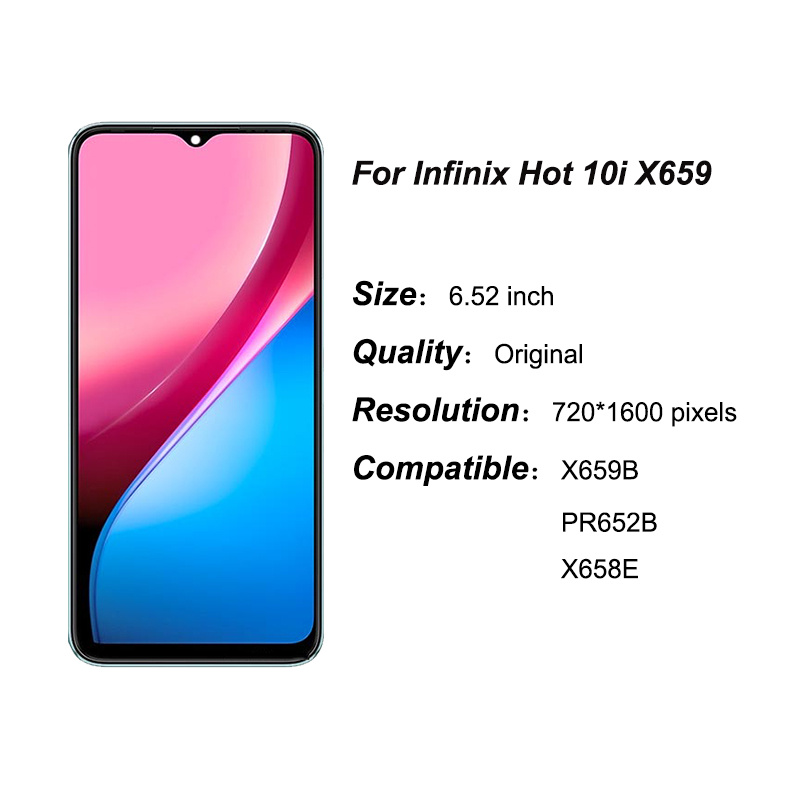 For Infinix Hot 10i X659
Size： 6.52 inch
Quality： Original
Resolution： 720*1600 pixels
Compatible： X659B
PR652B
X658E